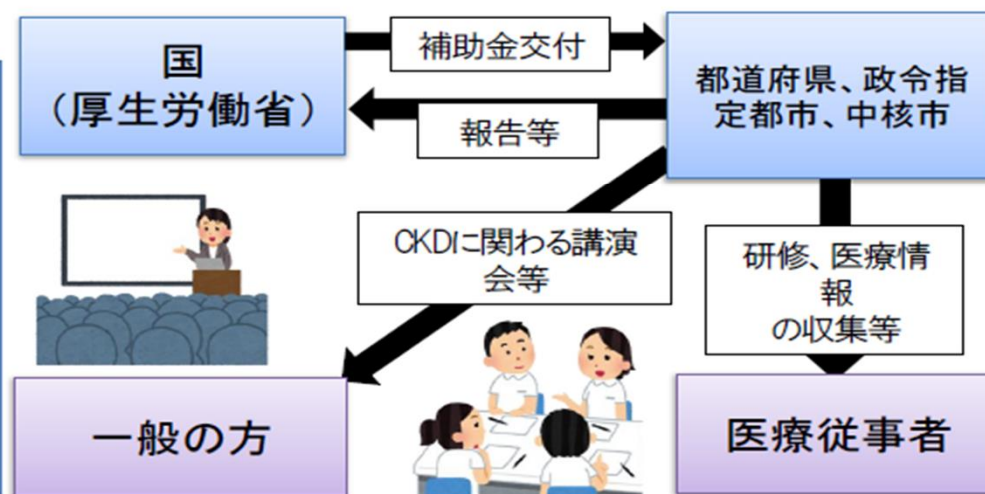 国
（厚生労働省）
補助金交付
都道府県、政令指
定都市、中核市
報告等
CKDに関わる講演
会等
研修、医療情
報
の収集等
一般の方
医療従事者